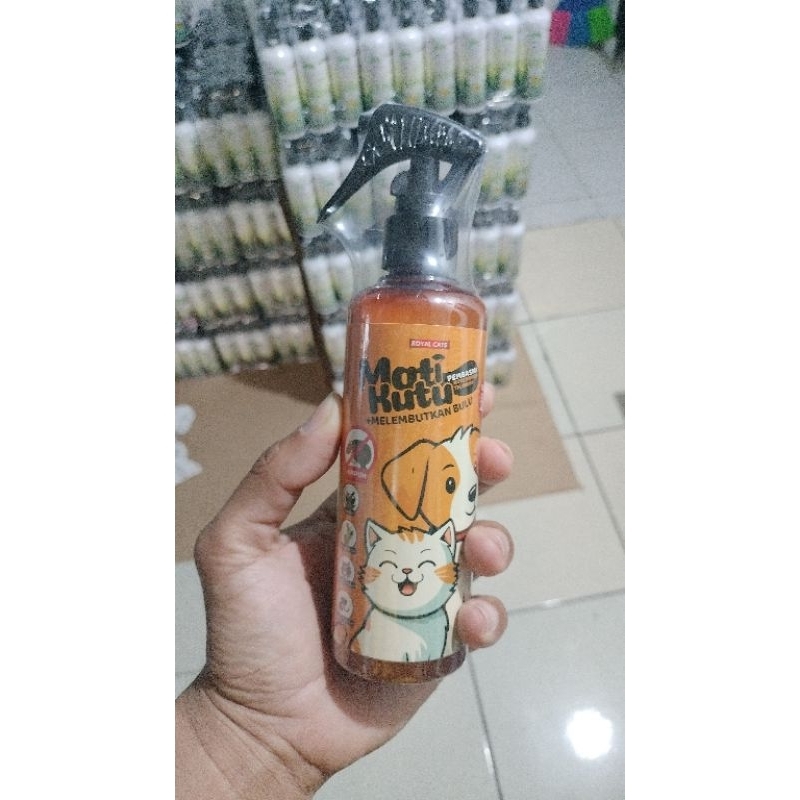 ROYAL CATS
Mati
Kutu
PEMBASMI
+MELEMBUTKAN BULU